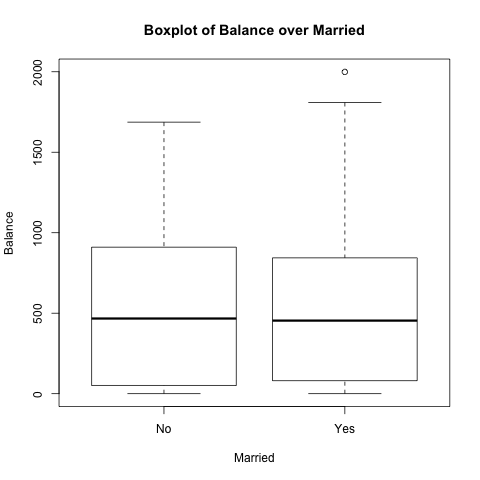 Boxplot of Balance over Married
2000
1500
1000
500
0
Balance
No Yes
Married